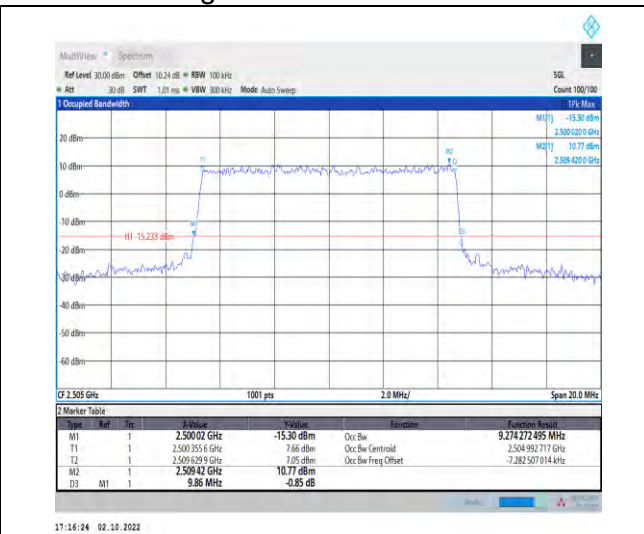 MultiView Spectrum
Ref Level 30.00 dBm Offset 10.24 dB RBW 100 kHz SGL
Att 30 dB SWT 1.01 ms VBW 300 kHz Mode Auto Sweep Count 100/100
1 Occupied Bandwidth 1Pk Max
M1[1] -15.30 dBm
2.500 020 0 GHz
M2[1] 10.77 dBm
2.509 420 0 GHz
20 dBm
M2
T1
T2
10 dBm
0 dBm
-10 dBm
M1
D3
H1 -15.233 dBm
-20 dBm
-30 dBm
-40 dBm
-50 dBm
-60 dBm
CF 2.505 GHz 1001 pts 2.0 MHz/ Span 20.0 MHz
2 Marker Table
Type Ref Trc X-Value Y-Value Function Function Result
M1 1 2.500 02 GHz -15.30 dBm Occ Bw 9.274 272 495 MHz
T1 1 2.500 355 6 GHz 7.66 dBm Occ Bw Centroid 2.504 992 717 GHz
T2 1 2.509 629 9 GHz 7.05 dBm Occ Bw Freq Offset -7.282 507 014 kHz
M2 1 2.509 42 GHz 10.77 dBm
D3 M1 1 9.86 MHz -0.85 dB
17:16:24 02.10.2022